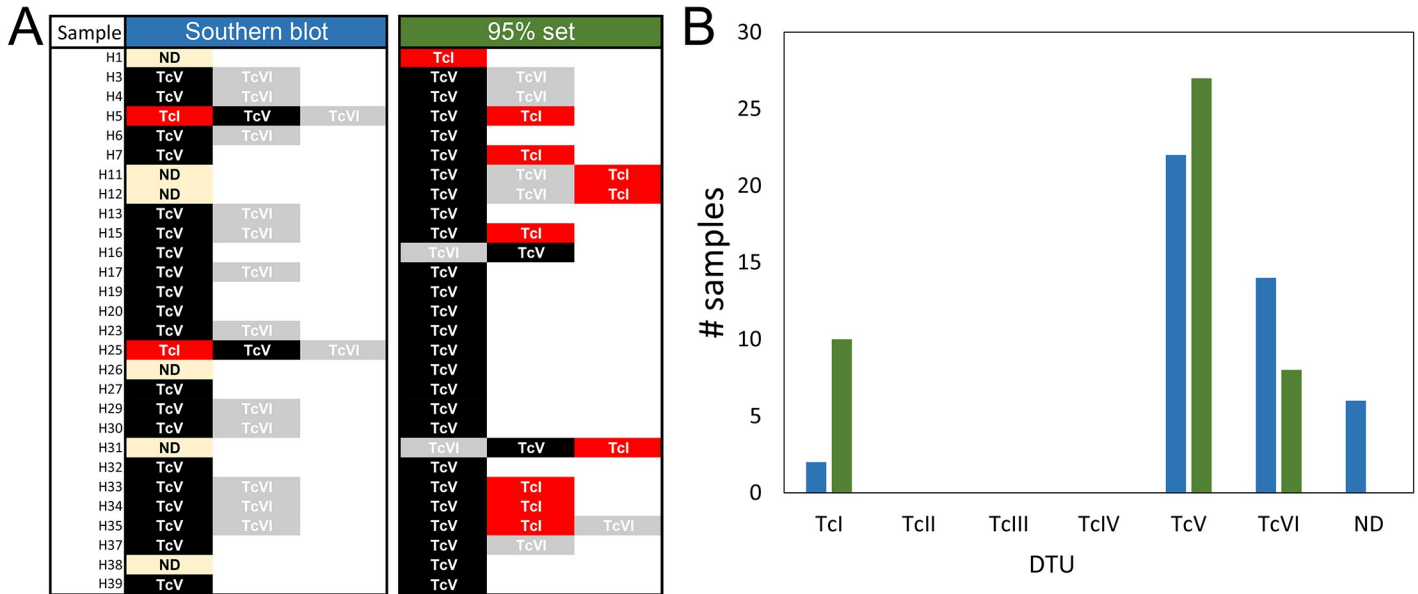 A
Sample Southern blot 95% set
H1 ND TcI
H3 TcV TcVI TcV TcVI
H4 TcV TcVI TcV TcVI
H5 TcI TcV TcVI TcV TcI
H6 TcV TcVI TcV
H7 TcV TcV TcI
H11 ND TcV TcVI TcI
H12 ND TcV TcVI TcI
H13 TcV TcVI TcV
H15 TcV TcVI TcV TcI
H16 TcV TcVI TcV
H17 TcV TcVI TcV
H19 TcV TcV
H20 TcV TcV
H23 TcV TcVI TcV
H25 TcI TcV TcVI TcV
H26 ND TcV
H27 TcV TcV
H29 TcV TcVI TcV
H30 TcV TcVI TcV
H31 ND TcVI TcV TcI
H32 TcV TcV
H33 TcV TcVI TcV TcI
H34 TcV TcVI TcV TcI
H35 TcV TcVI TcV TcI TcVI
H37 TcV TcV TcVI
H38 ND TcV
H39 TcV TcV
B
# samples
30
25
20
15
10
5
0
TcI TcII TcIII TcIV TcV TcVI ND
DTU